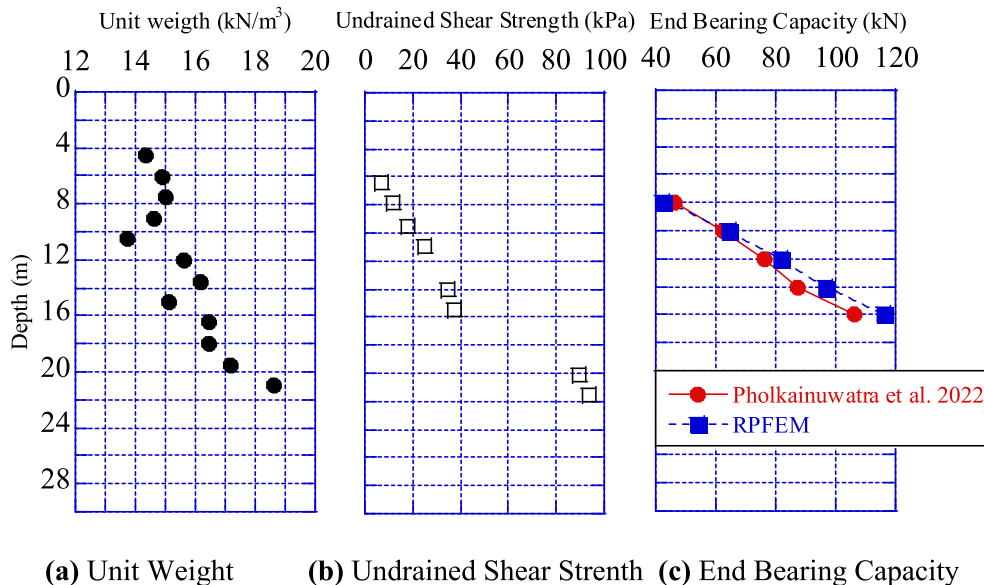 Unit weigth (kN/m³)
Undrained Shear Strength (kPa)
End Bearing Capacity (kN)
12 14 16 18 20
0 20 40 60 80 100
40 60 80 100 120
0
4
8
12
16
20
24
28
Depth (m)
Pholkainuwatra et al. 2022
RPFEM
(a) Unit Weight
(b) Undrained Shear Strenth
(c) End Bearing Capacity